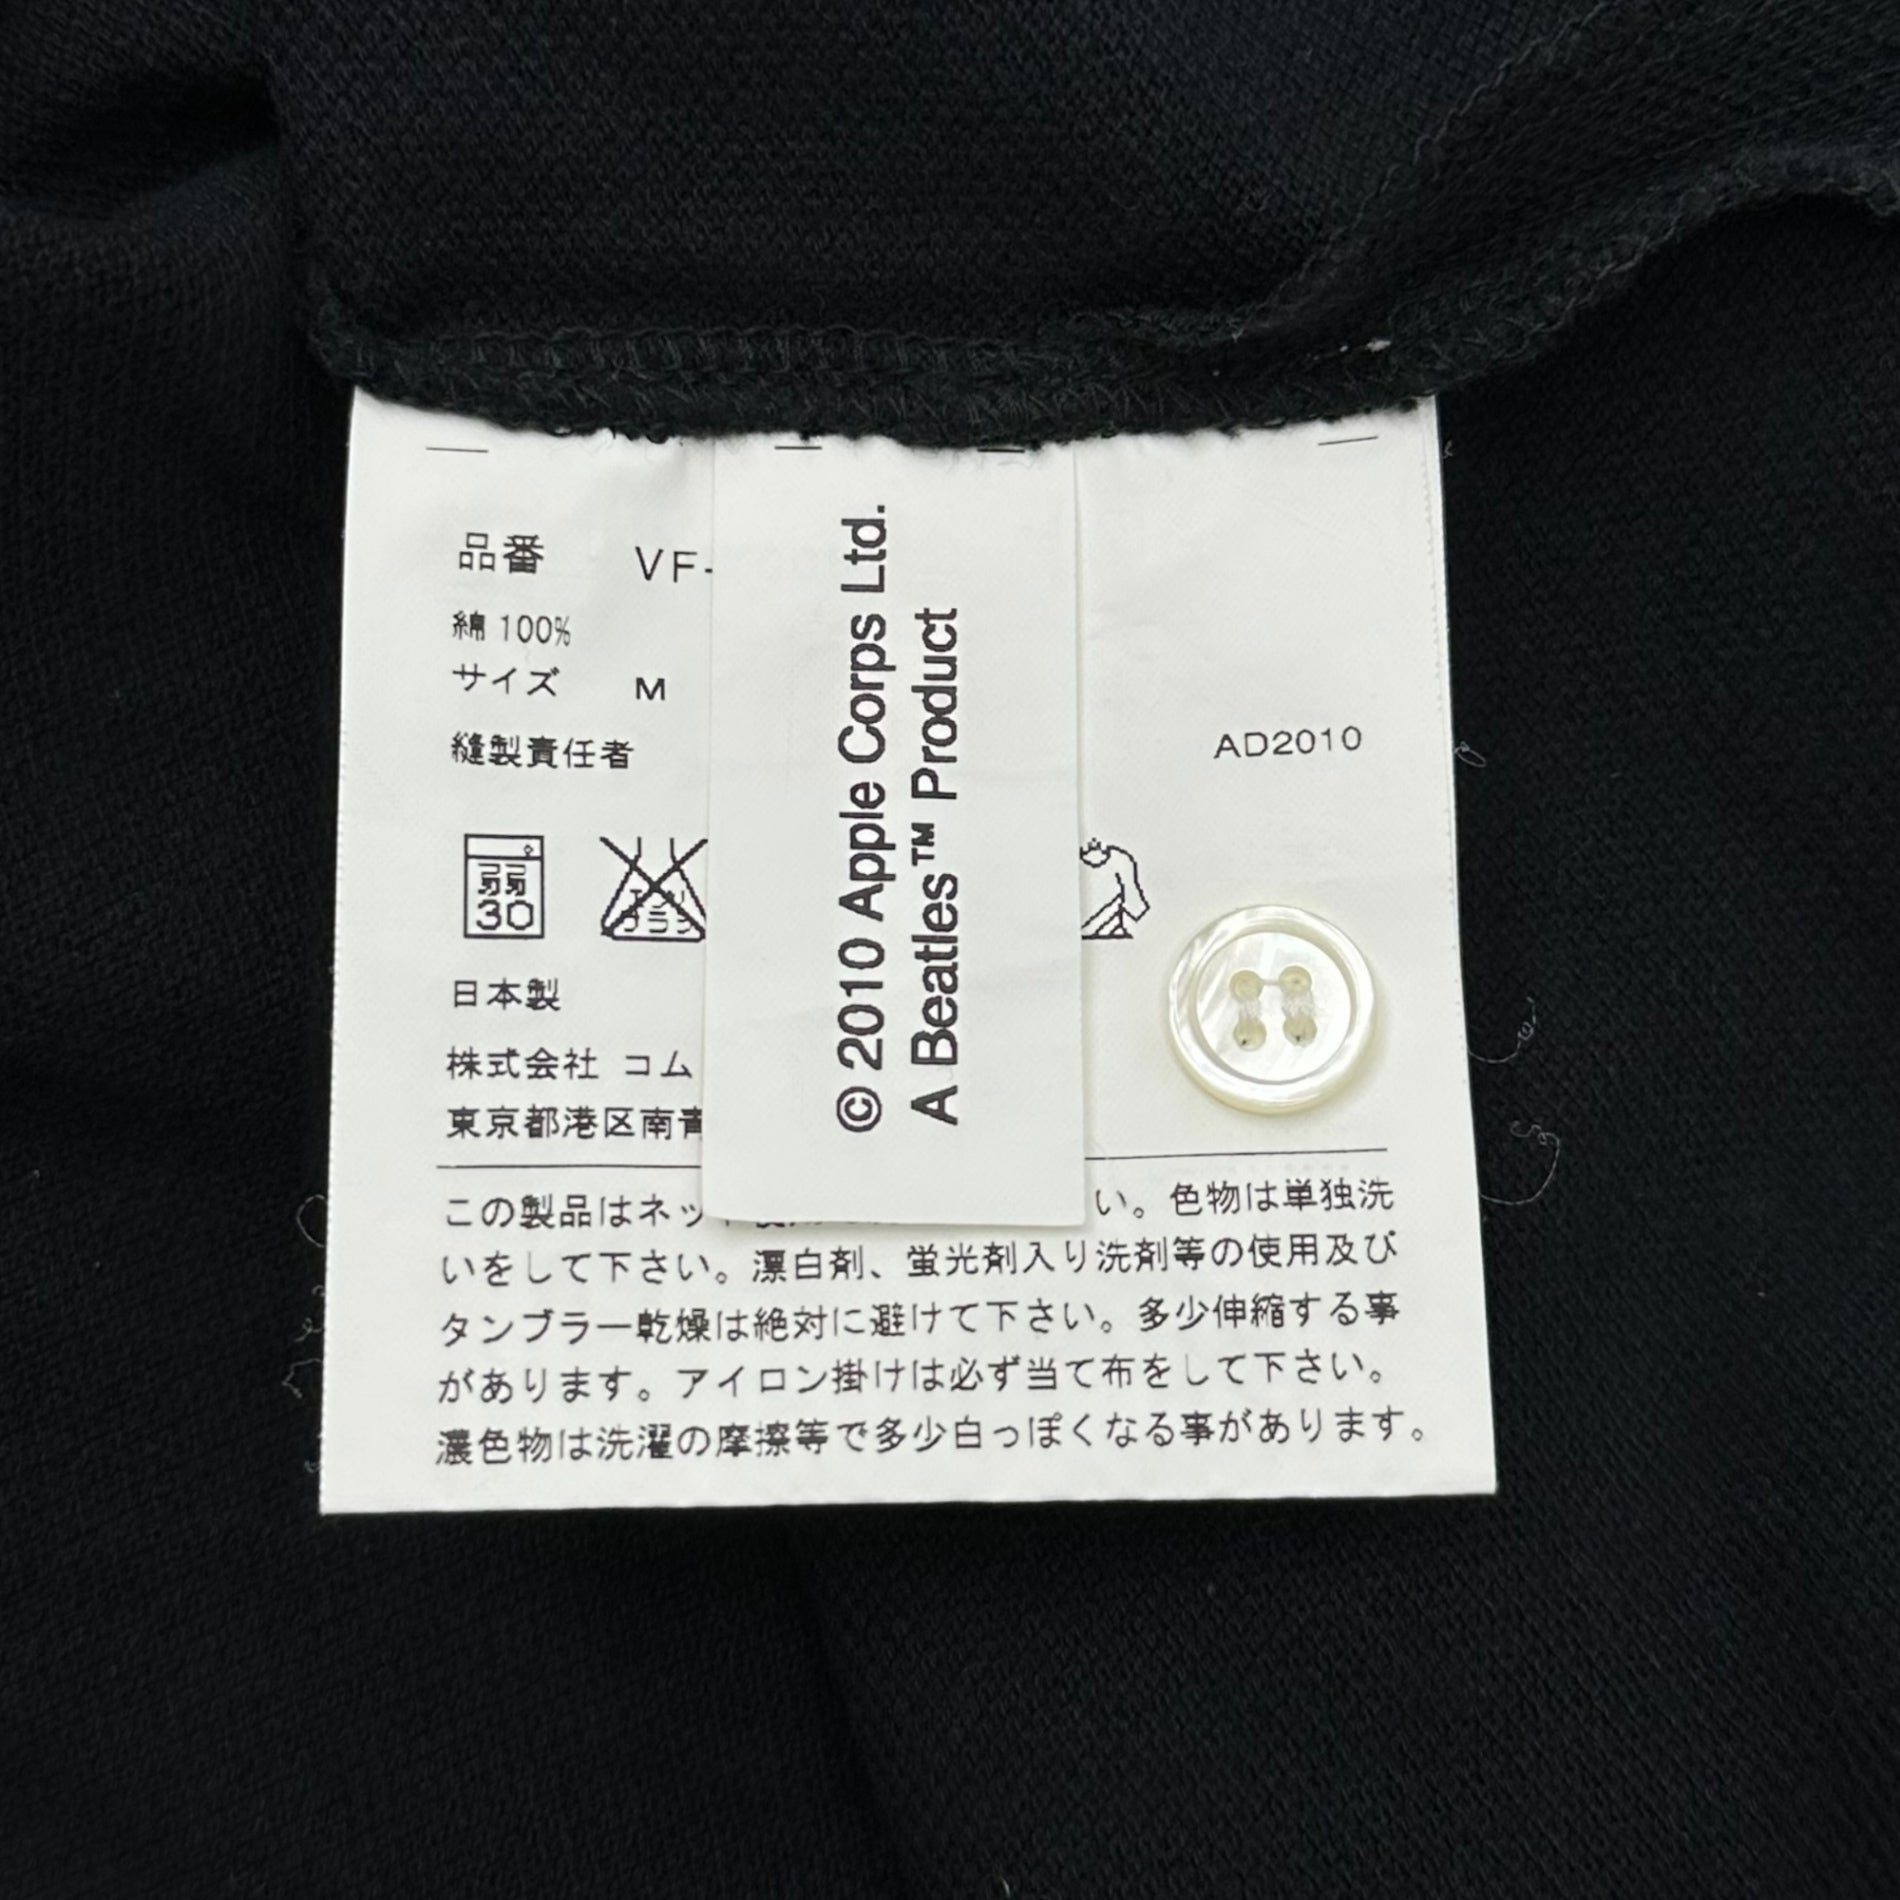 品番 VF-
綿 100%
サイズ M
縫製責任者
AD2010
弱
30
日本製
株式会社 コム
東京都港区南青
© 2010 Apple Corps Ltd.
A Beatles™ Product
この製品はネッ い。色物は単独洗
いをして下さい。漂白剤、蛍光剤入り洗剤等の使用及び
タンブラー乾燥は絶対に避けて下さい。多少伸縮する事
があります。アイロン掛けは必ず当て布をして下さい。
濃色物は洗濯の摩擦等で多少白っぽくなる事があります。